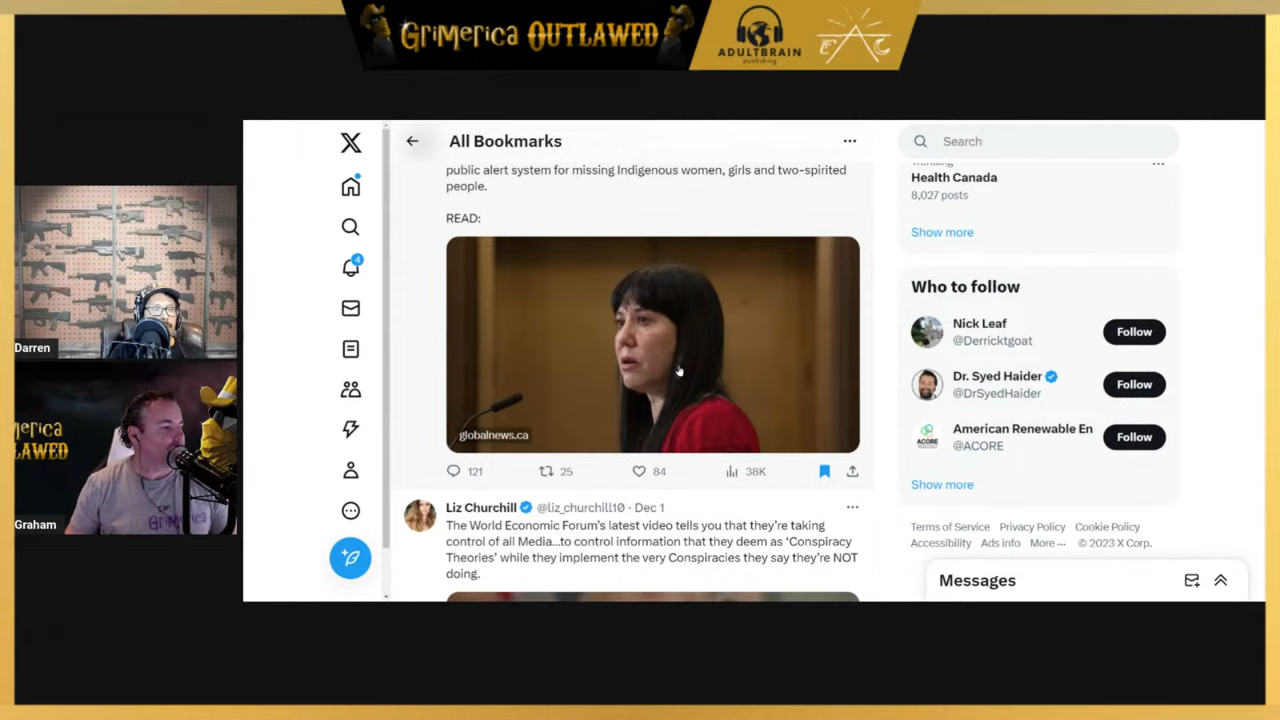 GriMerica OUTLAWED
ADULTBRAIN
publishing
E C
Darren
merica
LAWED
Graham
X
4
All Bookmarks
public alert system for missing Indigenous women, girls and two-spirited
people.
READ:
globalnews.ca
121
25
84
38K
Liz Churchill @liz_churchill10 · Dec 1
The World Economic Forum's latest video tells you that they're taking
control of all Media...to control information that they deem as ‘Conspiracy
Theories’ while they implement the very Conspiracies they say they're NOT
doing.
Search
Trending
Health Canada
8,027 posts
Show more
Who to follow
Nick Leaf
@Derricktgoat
Follow
Dr. Syed Haider
@DrSyedHaider
Follow
ACORE
American Renewable En
@ACORE
Follow
Show more
Terms of Service Privacy Policy Cookie Policy
Accessibility Ads info More ··· © 2023 X Corp.
Messages